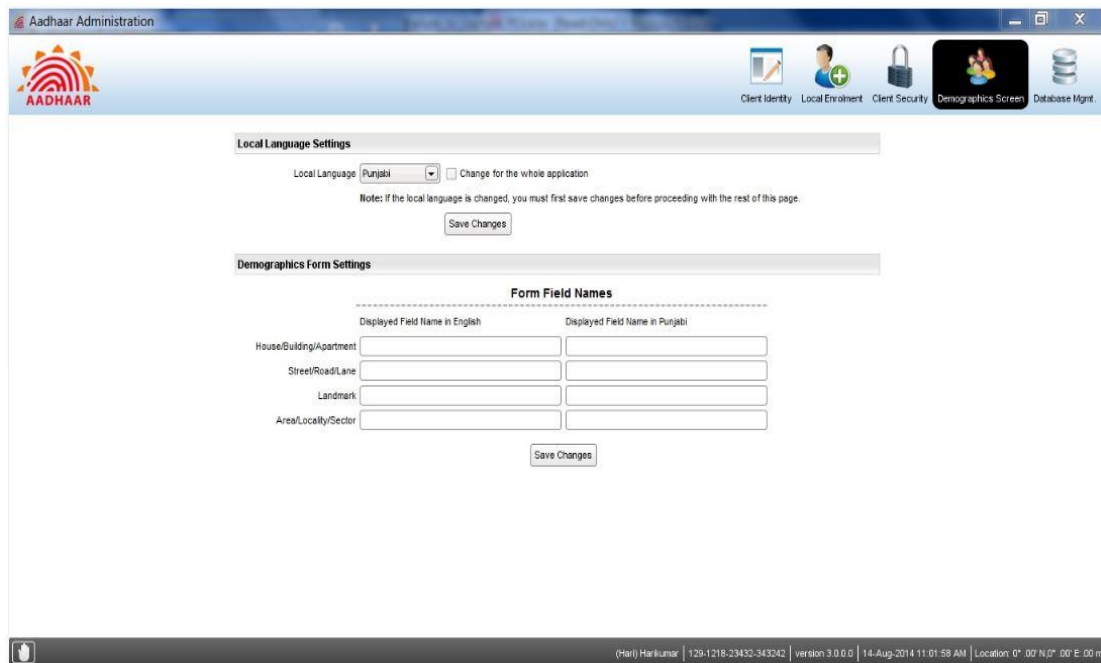 Aadhaar Administration
AADHAAR
Client Identity Local Enrolment Client Security Demographics Screen Database Mgmt.
Local Language Settings
Local Language Punjabi Change for the whole application
Note: If the local language is changed, you must first save changes before proceeding with the rest of this page.
Save Changes
Demographics Form Settings
Form Field Names
Displayed Field Name in English Displayed Field Name in Punjabi
House/Building/Apartment
Street/Road/Lane
Landmark
Area/Locality/Sector
Save Changes
(Hari) Harikumar | 129-1218-23432-343242 | version 3.0.0.0 | 14-Aug-2014 11:01:58 AM | Location: 0° .00' N,0° .00' E .00 m